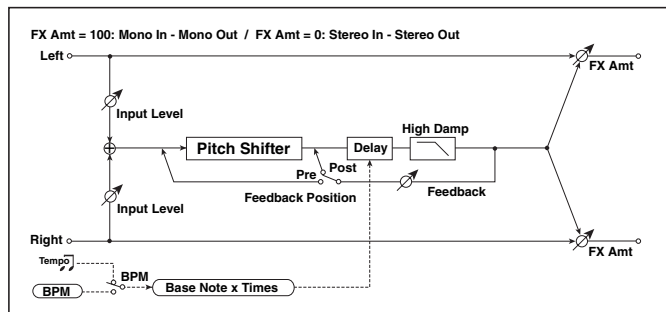 FX Amt = 100: Mono In - Mono Out / FX Amt = 0: Stereo In - Stereo Out
Left
FX Amt
Input Level
Pitch Shifter
Delay
High Damp
Post
Pre
Feedback
Feedback Position
Input Level
Right
FX Amt
Tempo
BPM
BPM
Base Note x Times